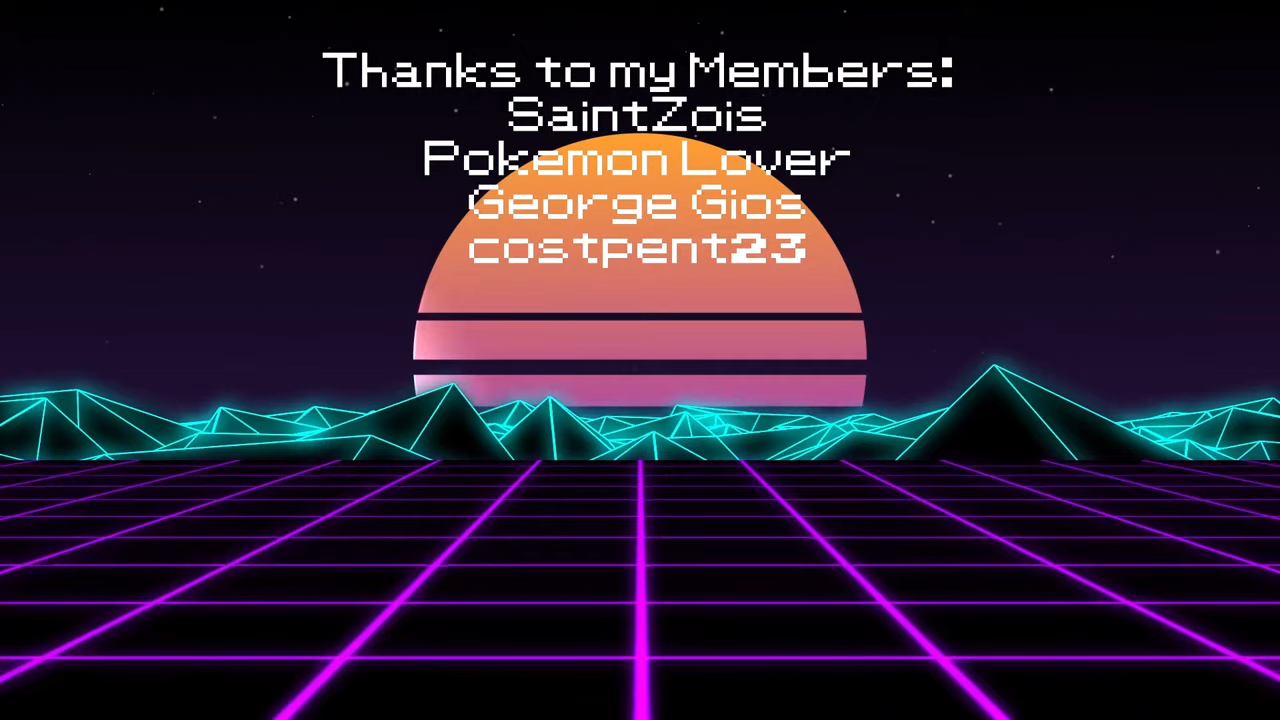 Thanks to my Members:
SaintZois
Pokemon Lover
George Gios
costpent23